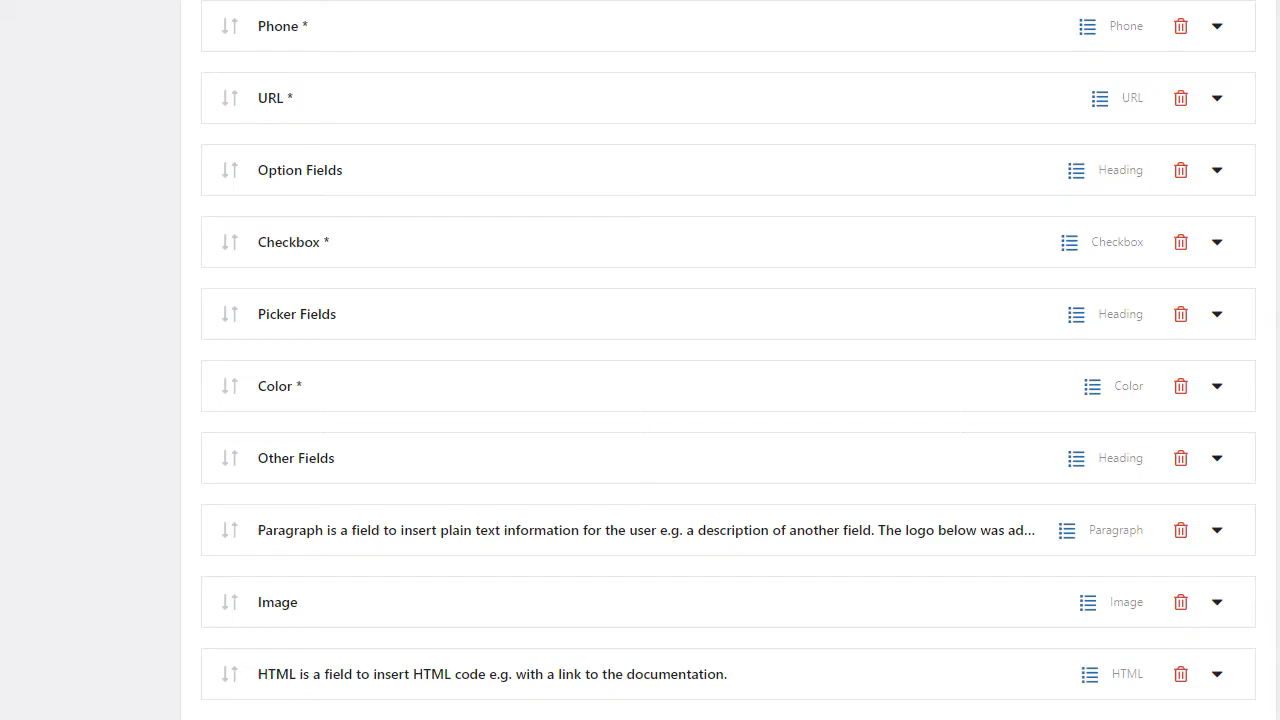 Phone * Phone
URL * URL
Option Fields Heading
Checkbox * Checkbox
Picker Fields Heading
Color * Color
Other Fields Heading
Paragraph is a field to insert plain text information for the user e.g. a description of another field. The logo below was ad... Paragraph
Image Image
HTML is a field to insert HTML code e.g. with a link to the documentation. HTML